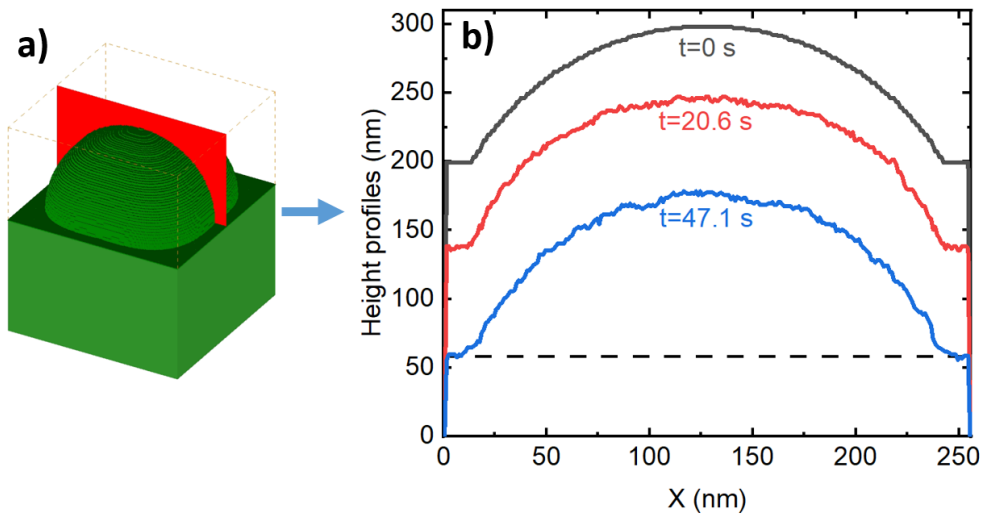 a)
b)
Height profiles (nm)
300
250
200
150
100
50
0
t=0 s
t=20.6 s
t=47.1 s
0 50 100 150 200 250
X (nm)